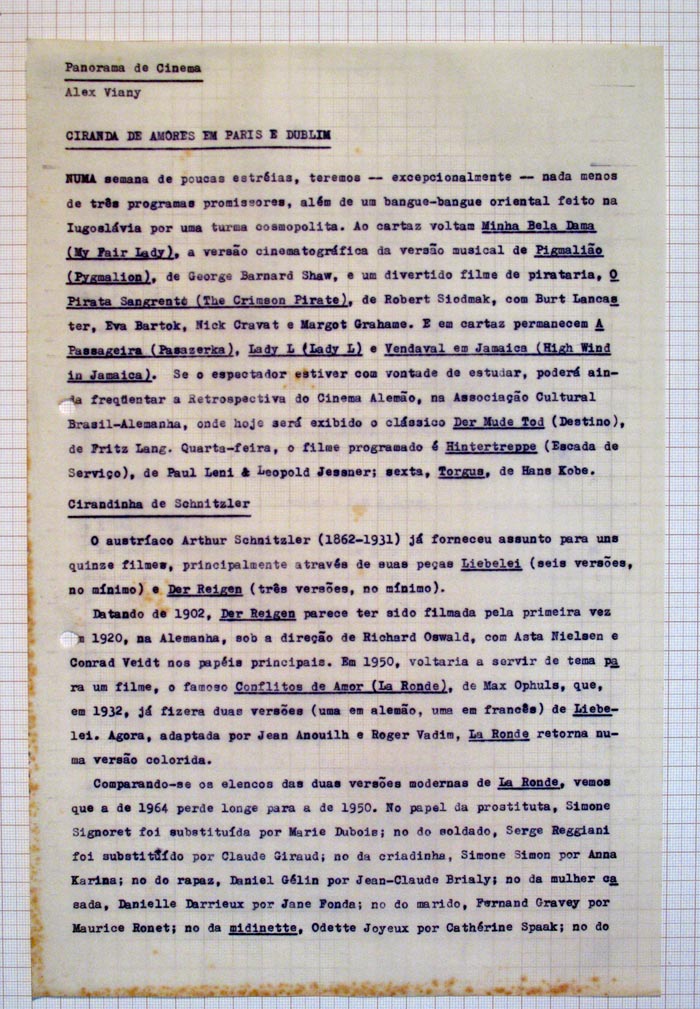 Panorama de Cinema
Alex Viany
CIRANDA DE AMORES EM PARIS E DUBLIM
NUMA semana de poucas estréias, teremos -- excepcionalmente -- nada menos
de três programas promissores, além de um bangue-bangue oriental feito na
Iugoslávia por uma turma cosmopolita. Ao cartaz voltam Minha Bela Dama
(My Fair Lady), a versão cinematográfica da versão musical de Pigmalião
(Pygmalion), de George Barnard Shaw, e um divertido filme de pirataria, O
Pirata Sangrento (The Crimson Pirate), de Robert Siodmak, com Burt Lancas
ter, Eva Bartok, Nick Cravat e Margot Grahame. E em cartaz permanecem A
Passageira (Pasazerka), Lady L (Lady L) e Vendaval em Jamaica (High Wind
in Jamaica). Se o espectador estiver com vontade de estudar, poderá ain-
da freqüentar a Retrospectiva do Cinema Alemão, na Associação Cultural
Brasil-Alemanha, onde hoje será exibido o clássico Der Mude Tod (Destino),
de Fritz Lang. Quarta-feira, o filme programado é Hintertreppe (Escada de
Serviço), de Paul Leni & Leopold Jessner; sexta, Torgus, de Hans Kobe.
Cirandinha de Schnitzler
O austríaco Arthur Schnitzler (1862-1931) já forneceu assunto para uns
quinze filmes, principalmente através de suas peças Liebelei (seis versões,
no mínimo) e Der Reigen (três versões, no mínimo).
Datando de 1902, Der Reigen parece ter sido filmada pela primeira vez
em 1920, na Alemanha, sob a direção de Richard Oswald, com Asta Nielsen e
Conrad Veidt nos papéis principais. Em 1950, voltaria a servir de tema pa
ra um filme, o famoso Conflitos de Amor (La Ronde), de Max Ophuls, que,
em 1932, já fizera duas versões (uma em alemão, uma em francês) de Liebe-
lei. Agora, adaptada por Jean Anouilh e Roger Vadim, La Ronde retorna nu-
ma versão colorida.
Comparando-se os elencos das duas versões modernas de La Ronde, vemos
que a de 1964 perde longe para a de 1950. No papel da prostituta, Simone
Signoret foi substituída por Marie Dubois; no do soldado, Serge Reggiani
foi substituído por Claude Giraud; no da criadinha, Simone Simon por Anna
Karina; no do rapaz, Daniel Gélin por Jean-Claude Brialy; no da mulher ca
sada, Danielle Darrieux por Jane Fonda; no do marido, Fernand Gravey por
Maurice Ronet; no da midinette, Odette Joyeux por Cathérine Spaak; no do